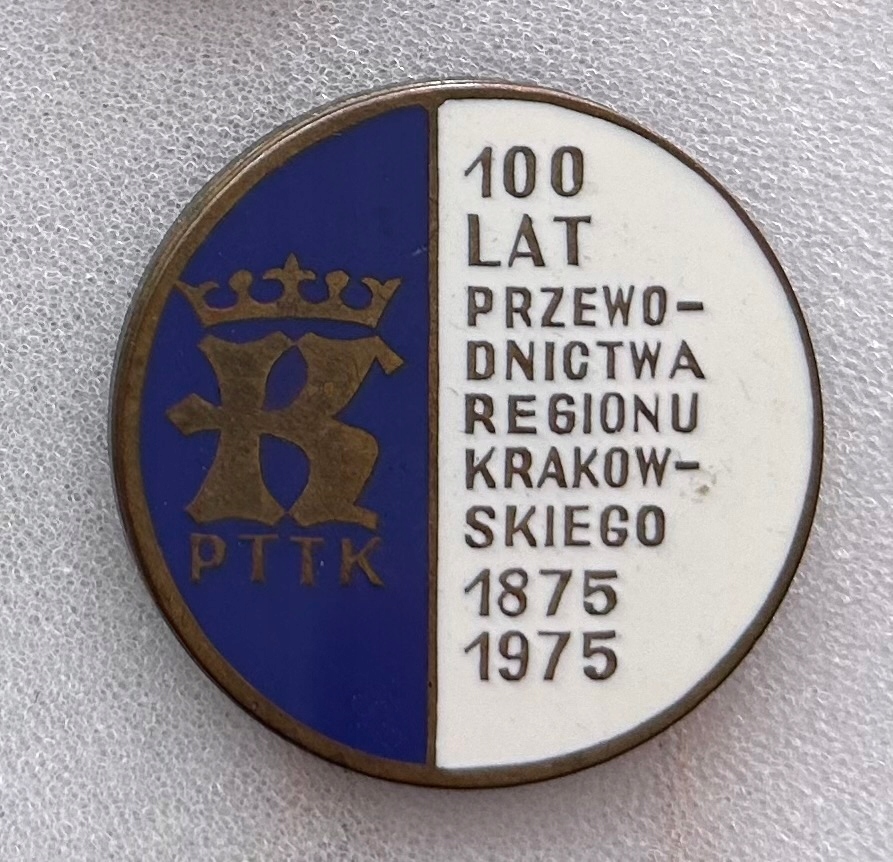 K
PTTK
100
LAT
PRZEWO-
DNICTWA
REGIONU
KRAKOW-
SKIEGO
1875
1975